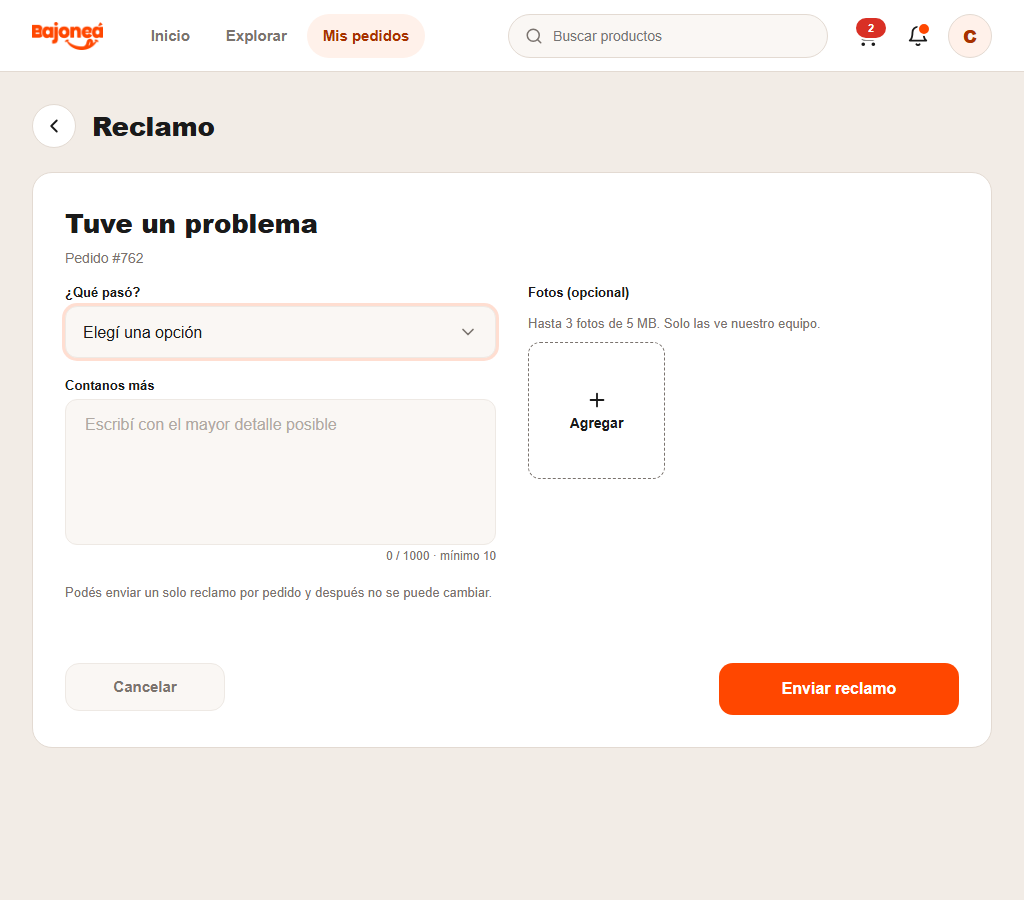 Bajoneá
Inicio
Explorar
Mis pedidos
Buscar productos
2
C
Reclamo
Tuve un problema
Pedido #762
¿Qué pasó?
Elegí una opción
Contanos más
Escribí con el mayor detalle posible
0 / 1000 · mínimo 10
Podés enviar un solo reclamo por pedido y después no se puede cambiar.
Fotos (opcional)
Hasta 3 fotos de 5 MB. Solo las ve nuestro equipo.
Agregar
Cancelar
Enviar reclamo